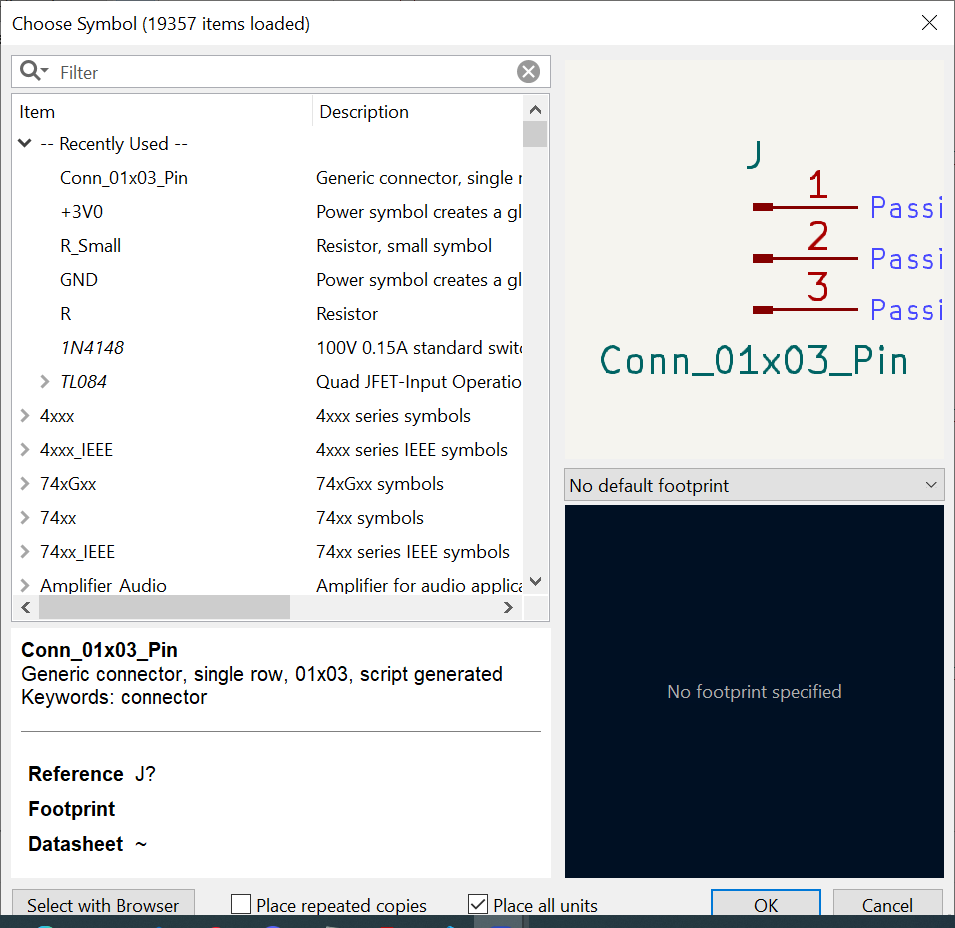 Choose Symbol (19357 items loaded)
Filter
Item Description
-- Recently Used --
Conn_01x03_Pin Generic connector, single r
+3V0 Power symbol creates a gl
R_Small Resistor, small symbol
GND Power symbol creates a gl
R Resistor
1N4148 100V 0.15A standard switc
TL084 Quad JFET-Input Operatio
4xxx 4xxx series symbols
4xxx_IEEE 4xxx series IEEE symbols
74xGxx 74xGxx symbols
74xx 74xx symbols
74xx_IEEE 74xx series IEEE symbols
Amplifier_Audio Amplifier for audio applica
Conn_01x03_Pin
Generic connector, single row, 01x03, script generated
Keywords: connector
Reference J?
Footprint
Datasheet ~
J
1 Passi
2 Passi
3 Passi
Conn_01x03_Pin
No default footprint
No footprint specified
Select with Browser Place repeated copies Place all units OK Cancel